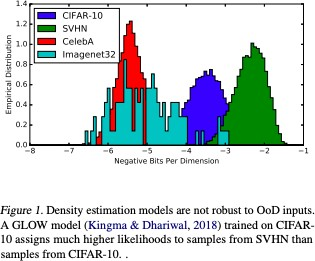 1.4
1.2
1.0
0.8
0.6
0.4
0.2
0.0
Empirical Distribution
CIFAR-10
SVHN
CelebA
Imagenet32
−8 −7 −6 −5 −4 −3 −2 −1
Negative Bits Per Dimension
Figure 1. Density estimation models are not robust to OoD inputs.
A GLOW model (Kingma & Dhariwal, 2018) trained on CIFAR-
10 assigns much higher likelihoods to samples from SVHN than
samples from CIFAR-10. .